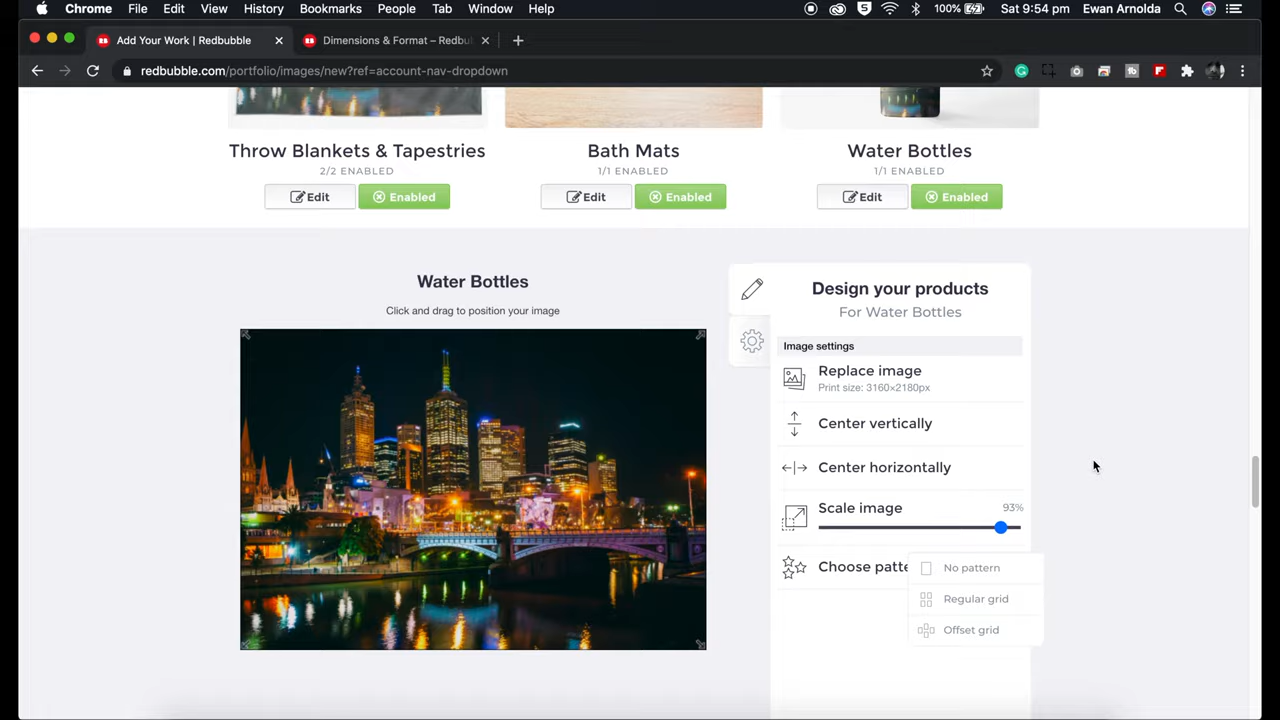 Chrome File Edit View History Bookmarks People Tab Window Help 100% Sat 9:54 pm Ewan Arnolda
Add Your Work | Redbubble Dimensions & Format – Redbu
redbubble.com/portfolio/images/new?ref=account-nav-dropdown
Throw Blankets & Tapestries Bath Mats Water Bottles
2/2 ENABLED 1/1 ENABLED 1/1 ENABLED
Edit Enabled Edit Enabled Edit Enabled
Water Bottles
Click and drag to position your image
Design your products
For Water Bottles
Image settings
Replace image
Print size: 3160×2180px
Center vertically
Center horizontally
Scale image 93%
Choose patte
No pattern
Regular grid
Offset grid